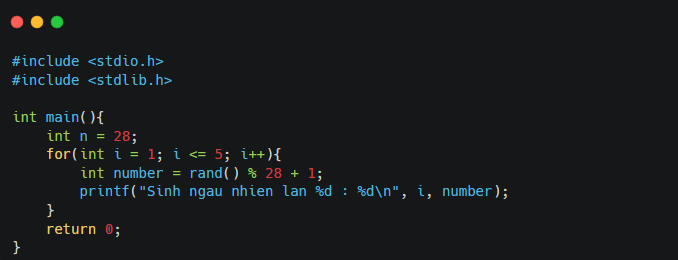 #include <stdio.h>
#include <stdlib.h>

int main(){
    int n = 28;
    for(int i = 1; i <= 5; i++){
        int number = rand() % 28 + 1;
        printf("Sinh ngau nhien lan %d : %d\n", i, number);
    }
    return 0;
}